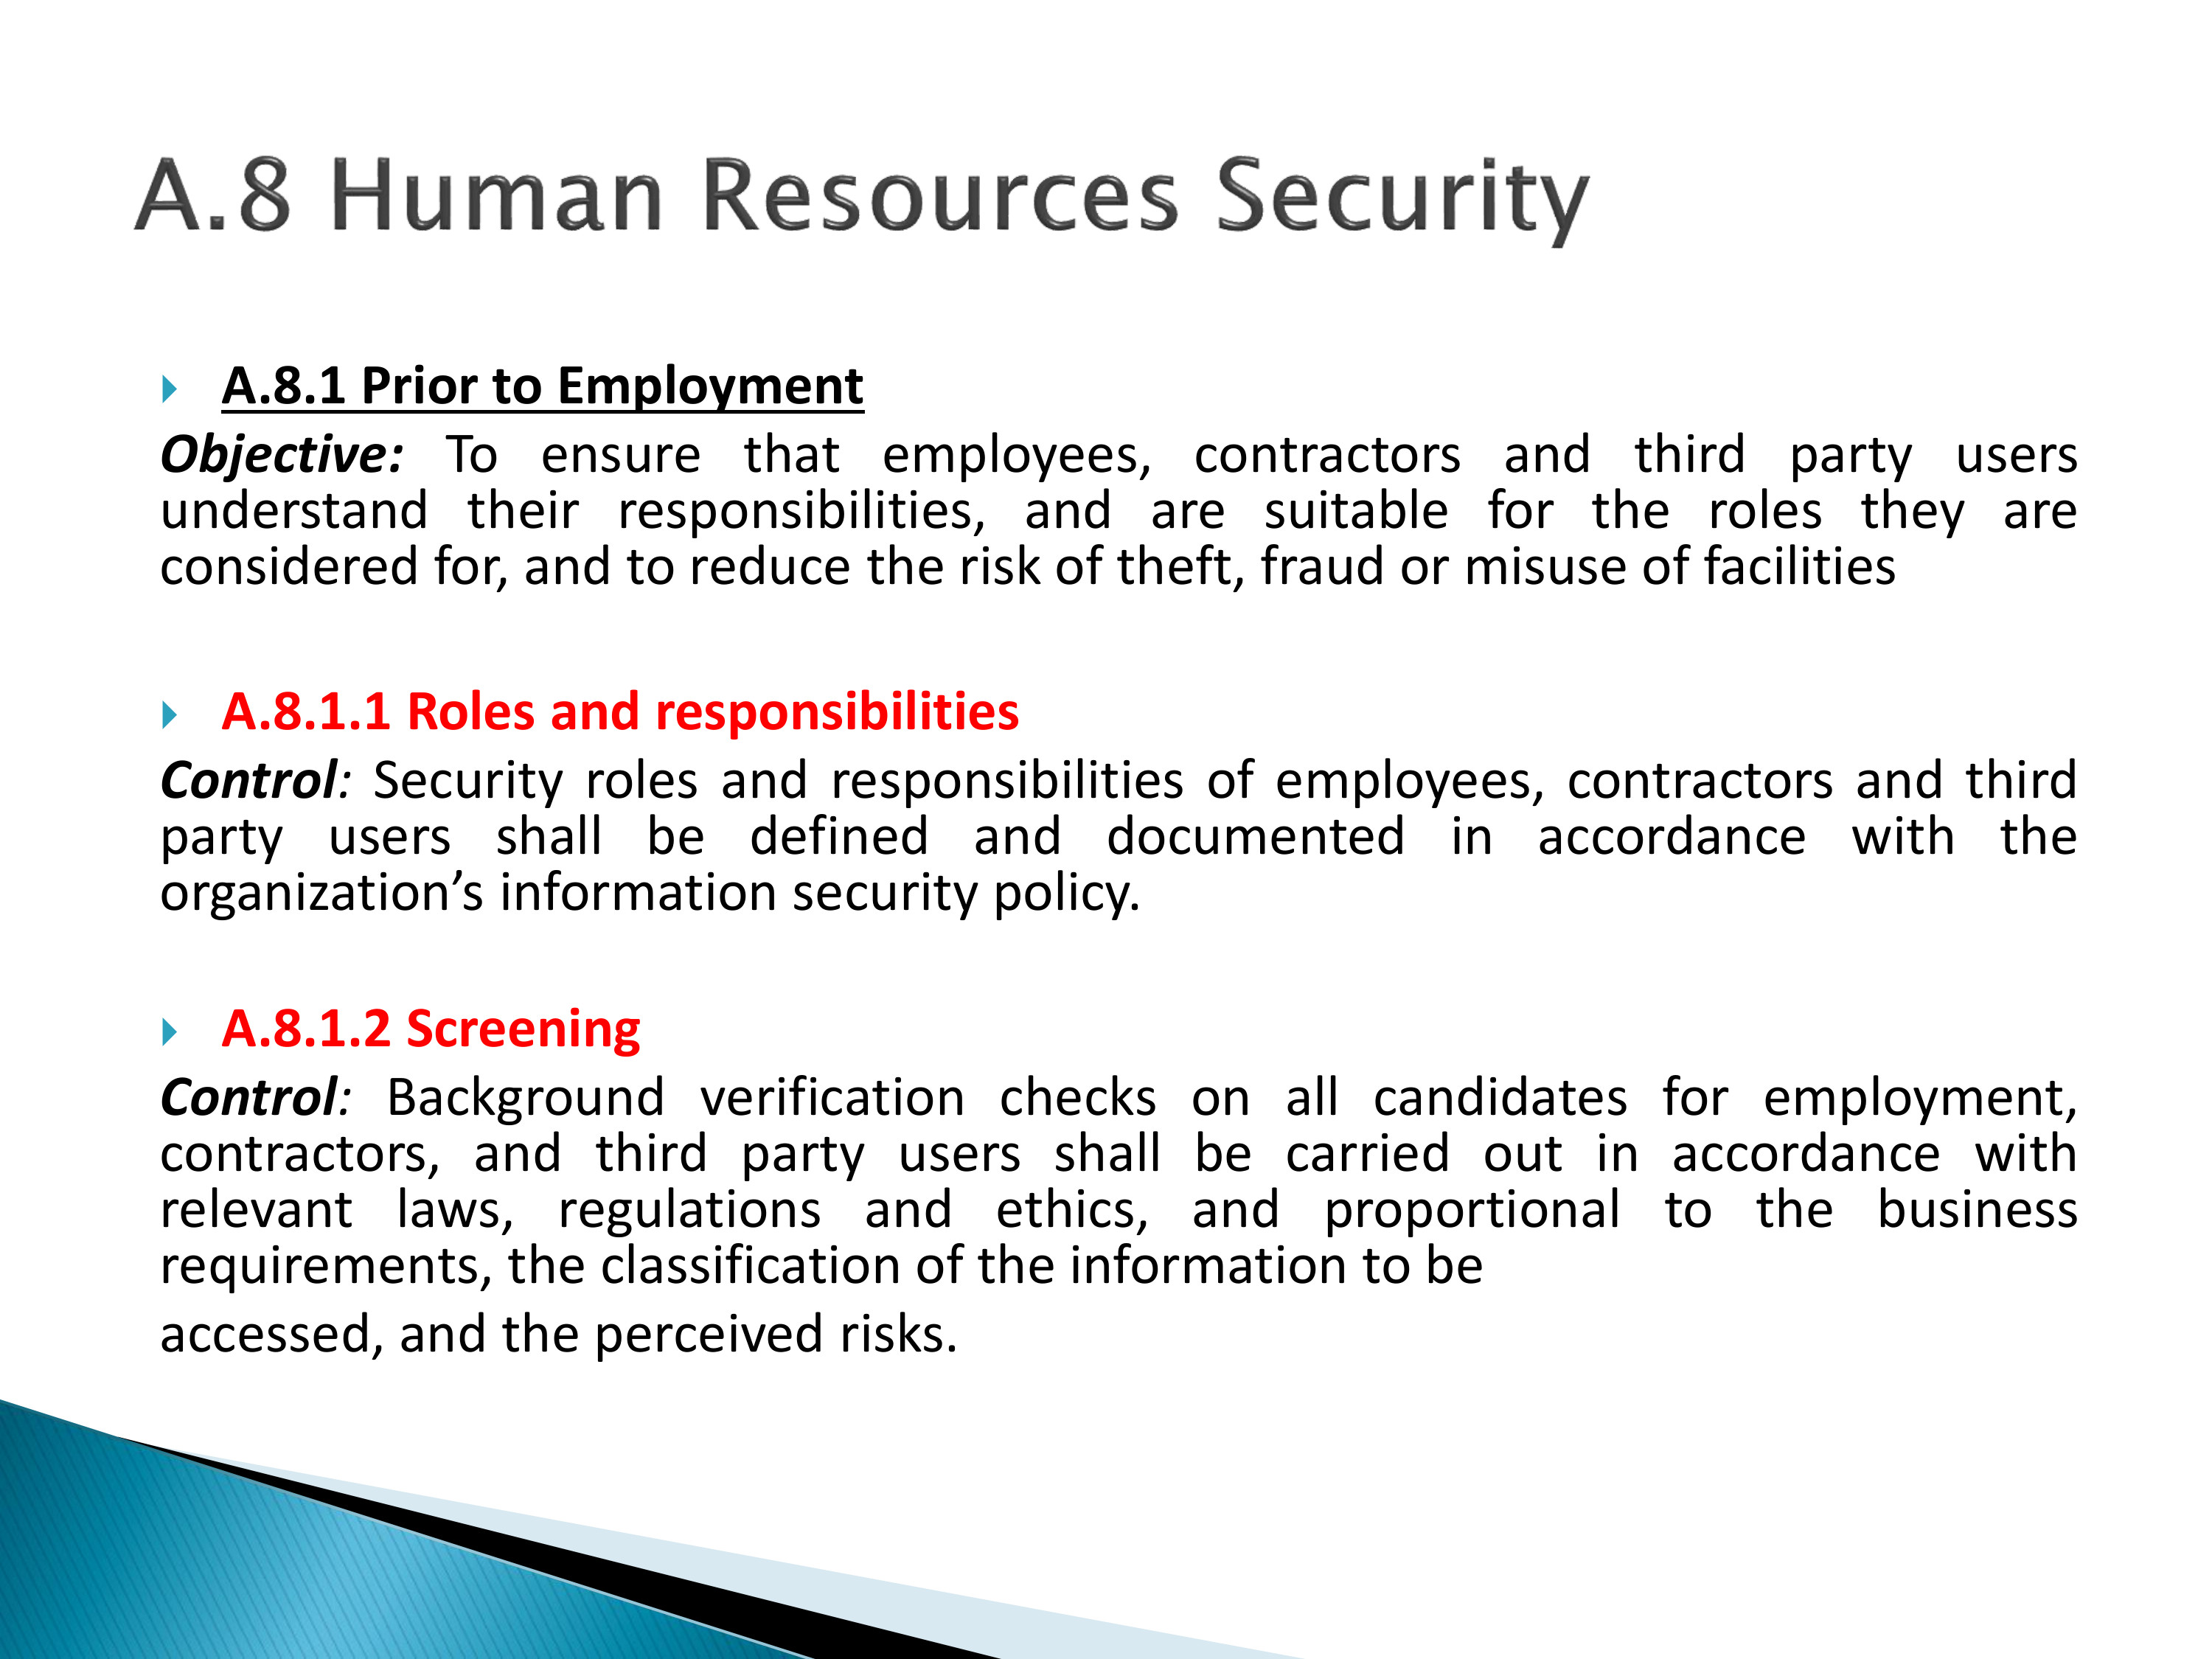 A.8 Human Resources Security
A.8.1 Prior to Employment
Objective: To ensure that employees, contractors and third party users
understand their responsibilities, and are suitable for the roles they are
considered for, and to reduce the risk of theft, fraud or misuse of facilities
A.8.1.1 Roles and responsibilities
Control: Security roles and responsibilities of employees, contractors and third
party users shall be defined and documented in accordance with the
organization’s information security policy.
A.8.1.2 Screening
Control: Background verification checks on all candidates for employment,
contractors, and third party users shall be carried out in accordance with
relevant laws, regulations and ethics, and proportional to the business
requirements, the classification of the information to be
accessed, and the perceived risks.